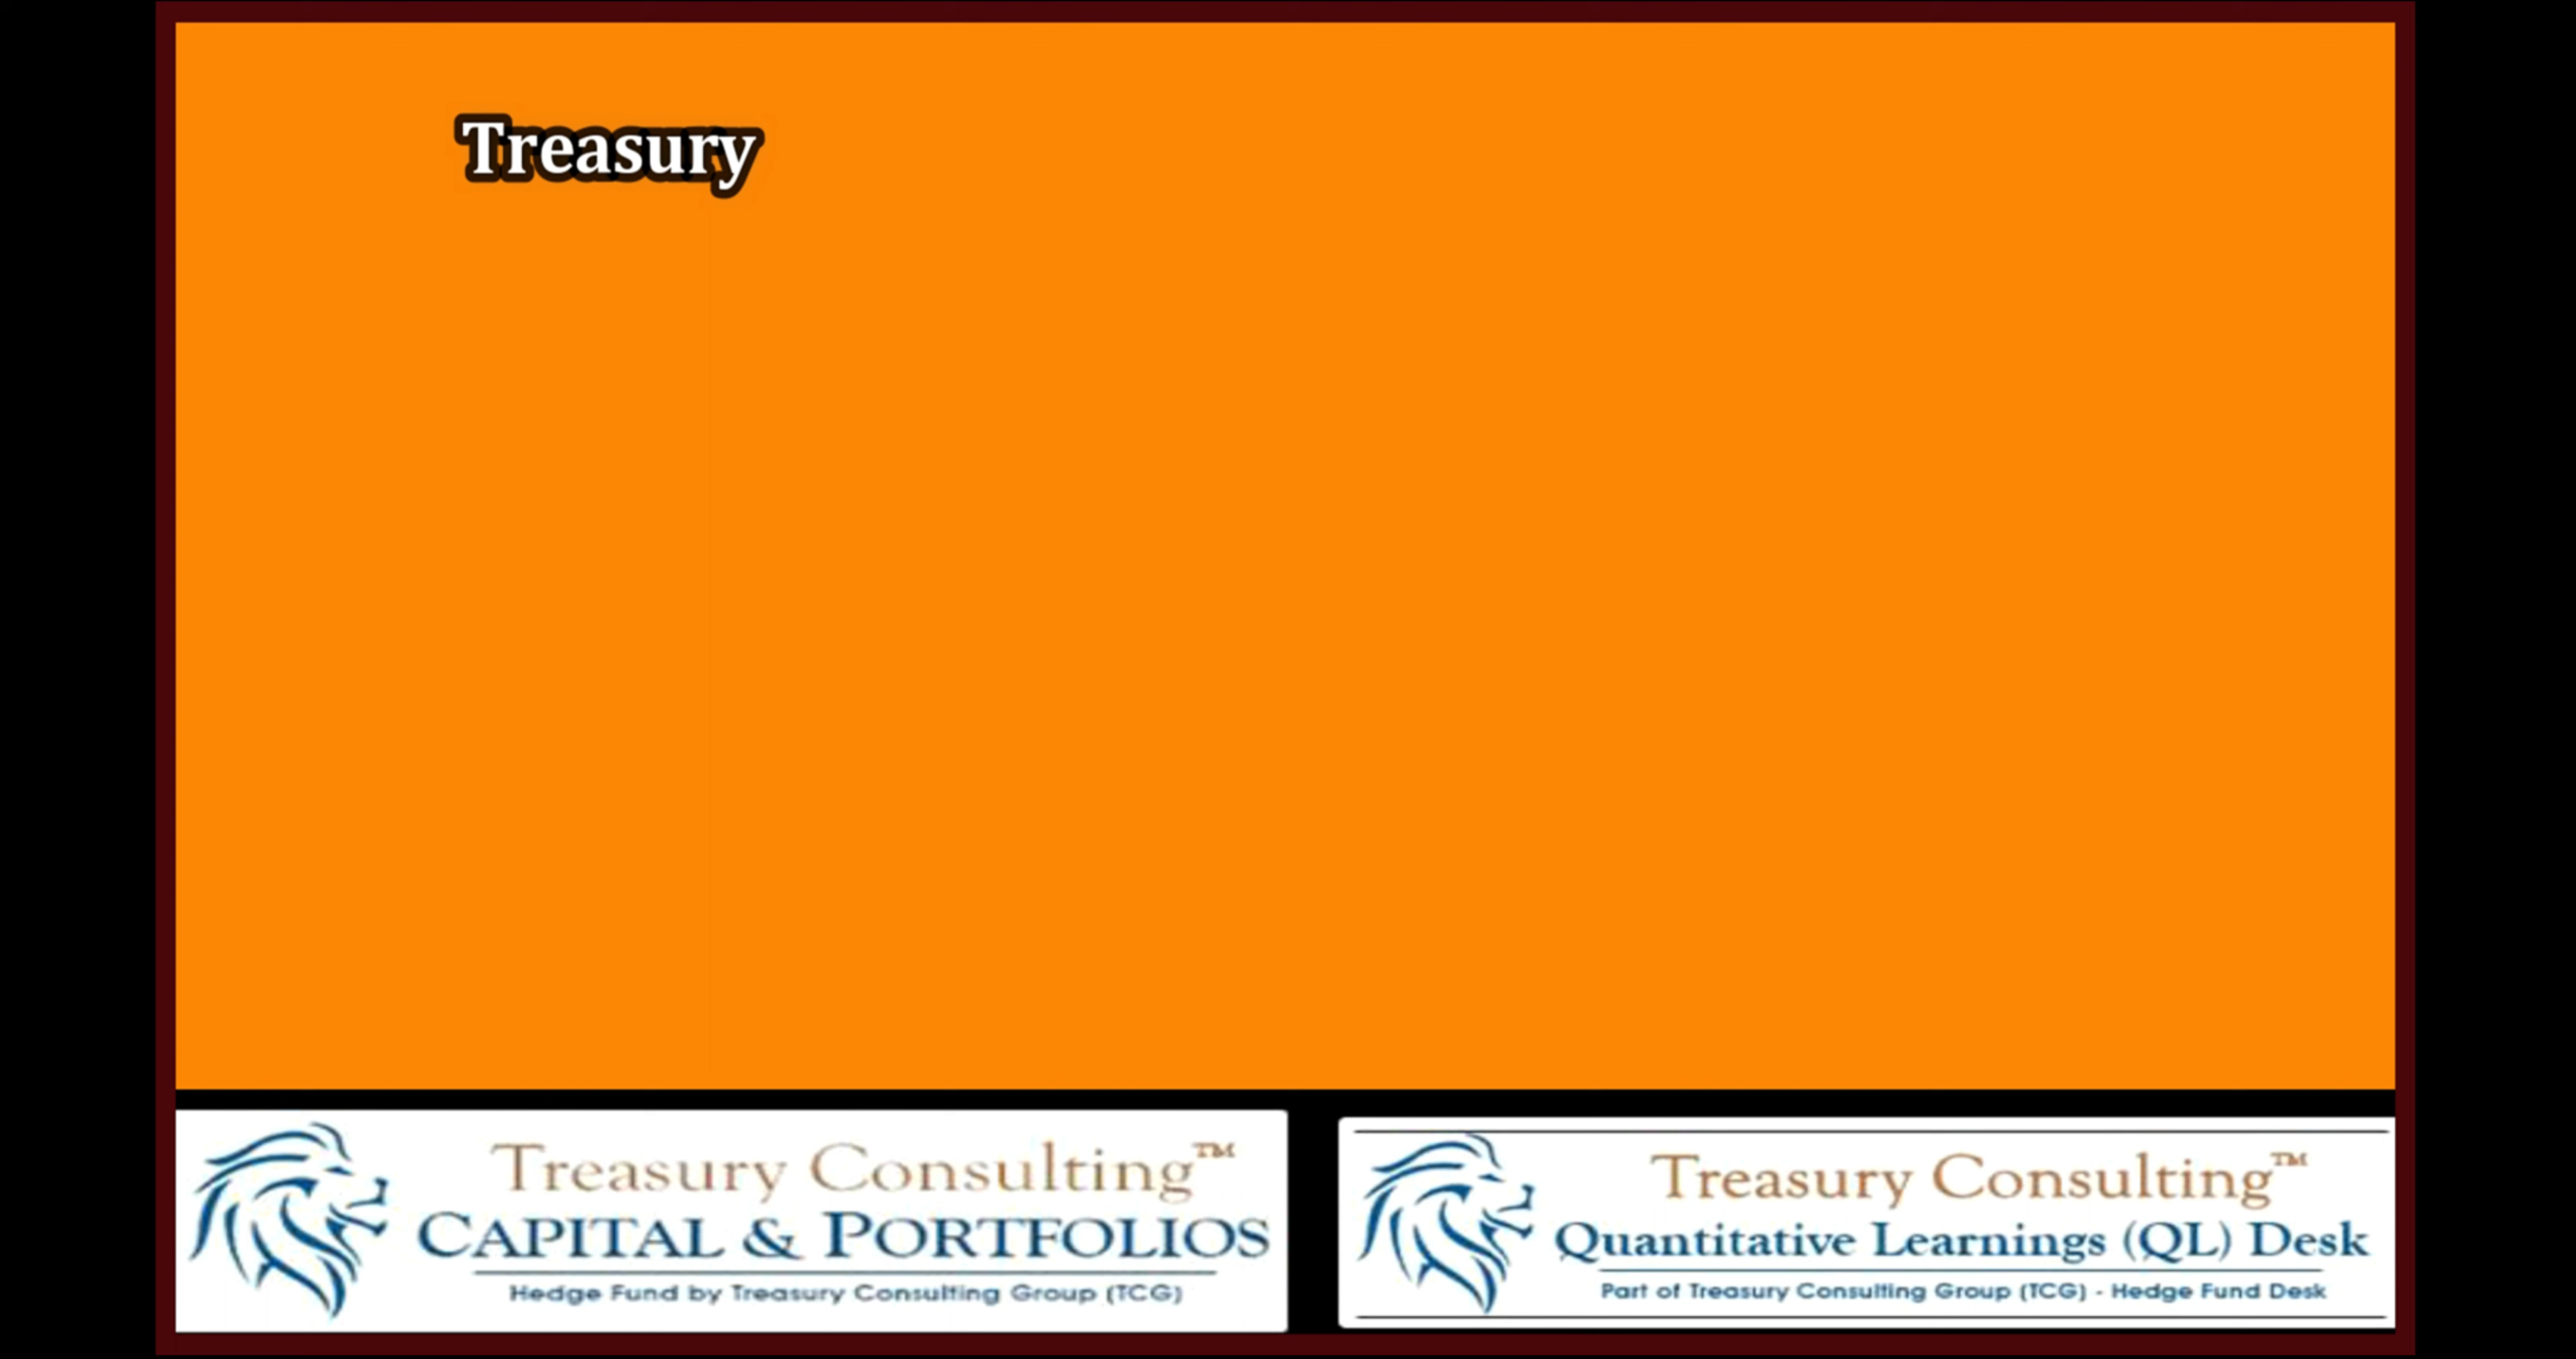 Treasury
Treasury Consulting™
CAPITAL & PORTFOLIOS
Hedge Fund by Treasury Consulting Group (TCG)
Treasury Consulting™
Quantitative Learnings (QL) Desk
Part of Treasury Consulting Group (TCG) - Hedge Fund Desk